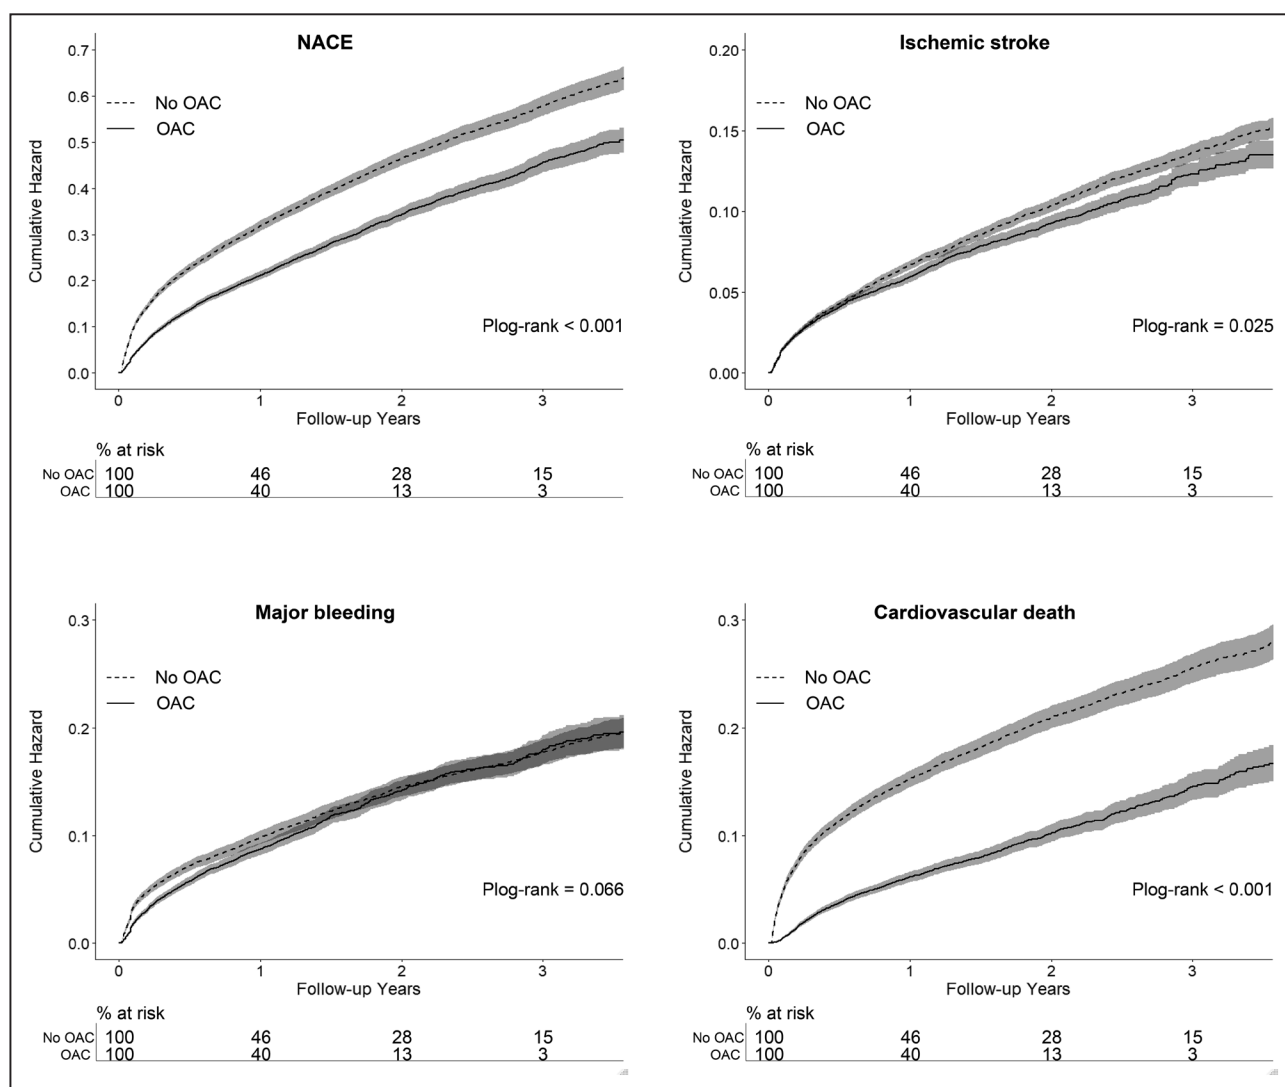 NACE
0.7
0.6
0.5
0.4
0.3
0.2
0.1
0.0
Cumulative Hazard
No OAC
OAC
Plog-rank < 0.001
0 1 2 3
Follow-up Years
% at risk
No OAC 100 46 28 15
OAC 100 40 13 3
Ischemic stroke
0.20
0.15
0.10
0.05
0.00
Cumulative Hazard
No OAC
OAC
Plog-rank = 0.025
0 1 2 3
Follow-up Years
% at risk
No OAC 100 46 28 15
OAC 100 40 13 3
Major bleeding
0.3
0.2
0.1
0.0
Cumulative Hazard
No OAC
OAC
Plog-rank = 0.066
0 1 2 3
Follow-up Years
% at risk
No OAC 100 46 28 15
OAC 100 40 13 3
Cardiovascular death
0.3
0.2
0.1
0.0
Cumulative Hazard
No OAC
OAC
Plog-rank < 0.001
0 1 2 3
Follow-up Years
% at risk
No OAC 100 46 28 15
OAC 100 40 13 3